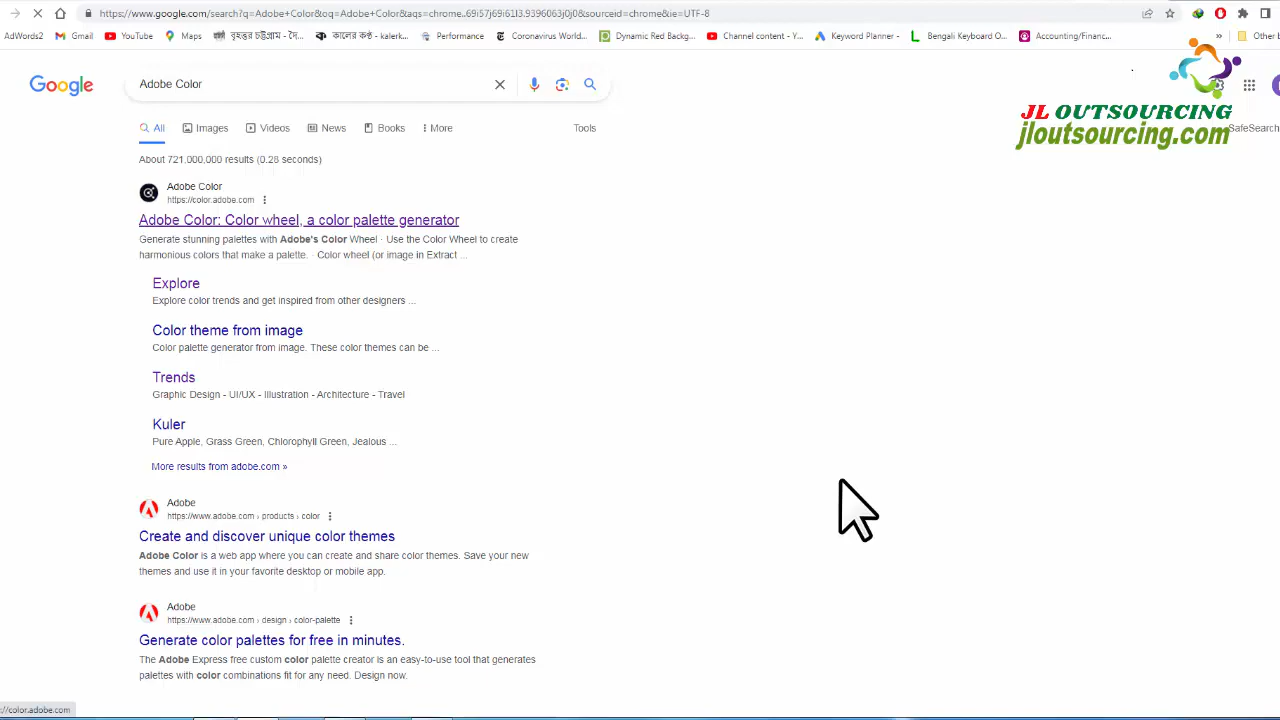 https://www.google.com/search?q=Adobe+Color&oq=Adobe+Color&aqs=chrome..69i57j69i61l3.9396063j0j0&sourceid=chrome&ie=UTF-8
AdWords2 Gmail YouTube Maps বৃহত্তর চট্টগ্রাম - দৈ... কালের কণ্ঠ - kalerk... Performance Coronavirus World... Dynamic Red Backg... Channel content - Y... Keyword Planner - ... Bengali Keyboard O... Accounting/Financ... » Other b
Google Adobe Color
JL OUTSOURCING
jloutsourcing.com
All Images Videos News Books More Tools SafeSearch
About 721,000,000 results (0.28 seconds)
Adobe Color
https://color.adobe.com
Adobe Color: Color wheel, a color palette generator
Generate stunning palettes with Adobe's Color Wheel · Use the Color Wheel to create
harmonious colors that make a palette. · Color wheel (or image in Extract ...
Explore
Explore color trends and get inspired from other designers ...
Color theme from image
Color palette generator from image. These color themes can be ...
Trends
Graphic Design - UI/UX - Illustration - Architecture - Travel
Kuler
Pure Apple, Grass Green, Chlorophyll Green, Jealous ...
More results from adobe.com »
Adobe
https://www.adobe.com › products › color
Create and discover unique color themes
Adobe Color is a web app where you can create and share color themes. Save your new
themes and use it in your favorite desktop or mobile app.
Adobe
https://www.adobe.com › design › color-palette
Generate color palettes for free in minutes.
The Adobe Express free custom color palette creator is an easy-to-use tool that generates
palettes with color combinations fit for any need. Design now.
://color.adobe.com